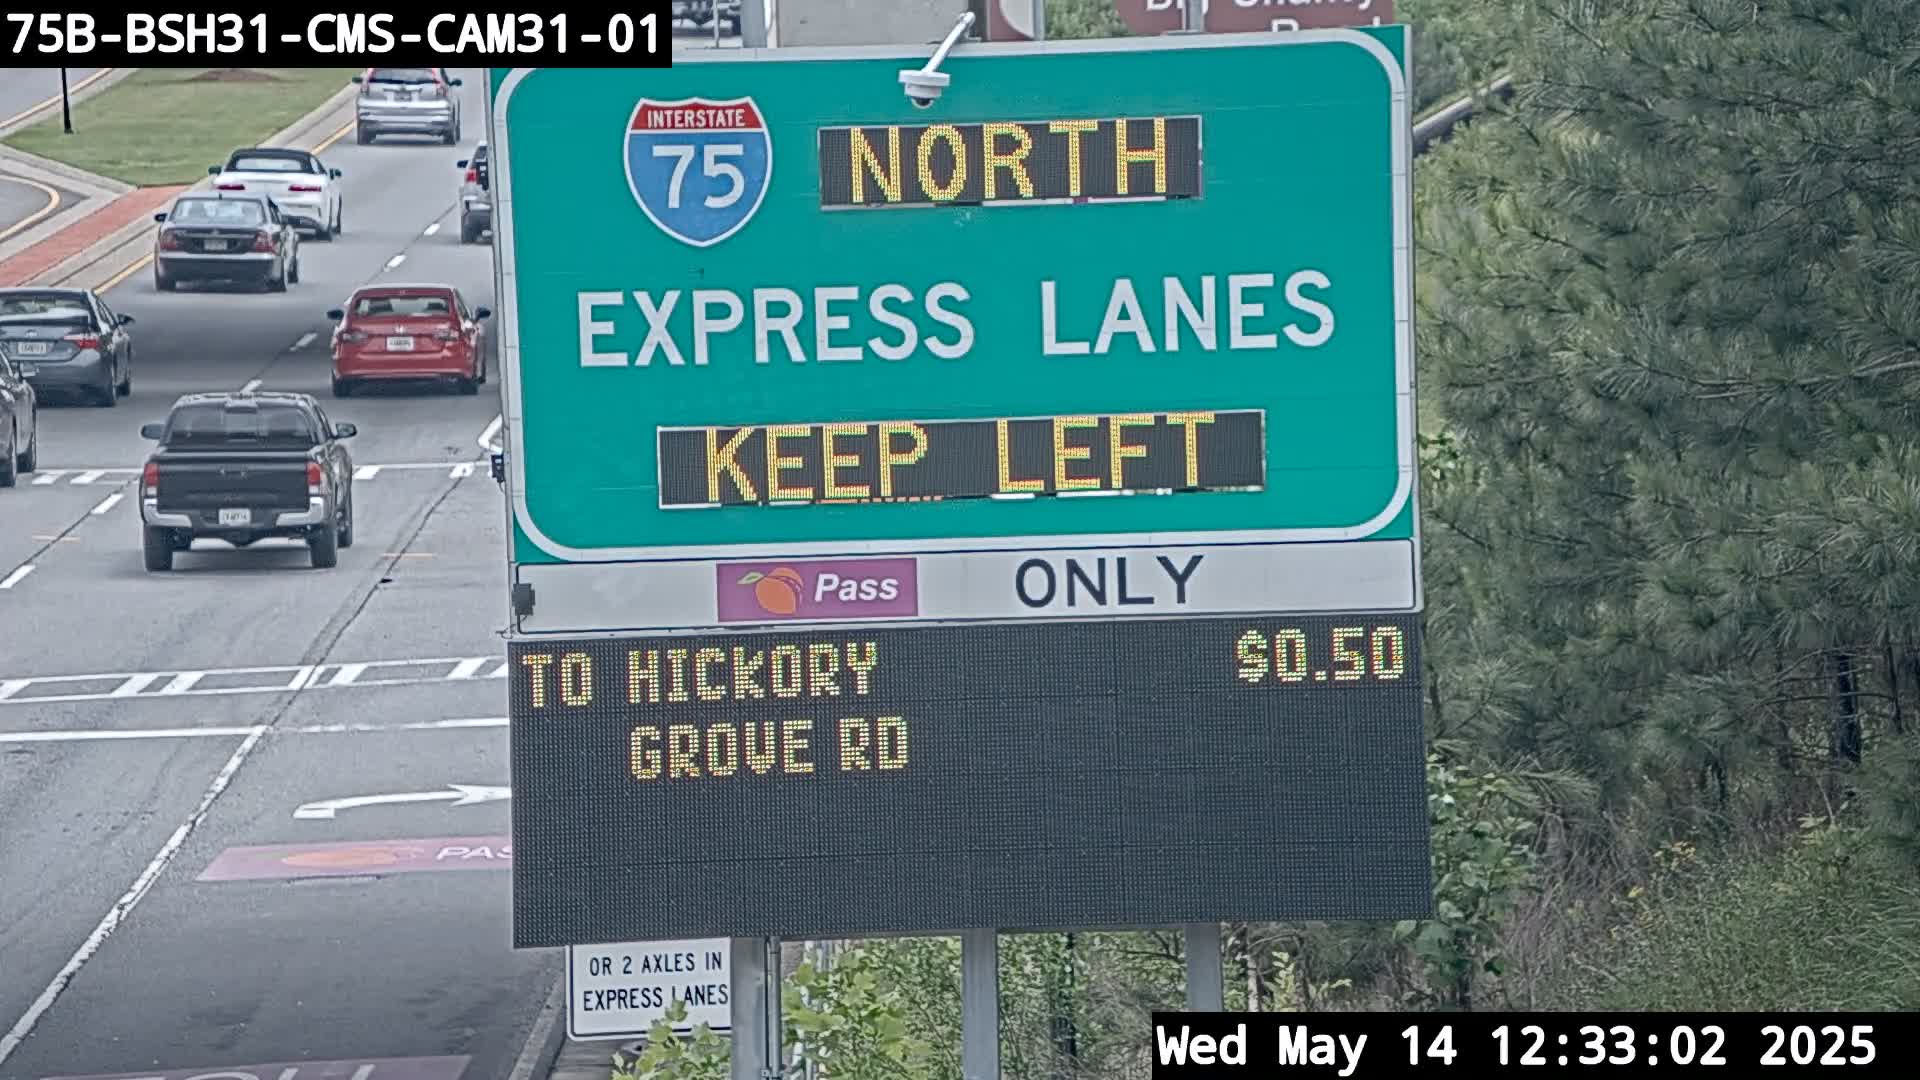 75B-BSH31-CMS-CAM31-01
INTERSTATE
75
NORTH
EXPRESS LANES
KEEP LEFT
Pass ONLY
TO HICKORY $0.50
GROVE RD
PAS
OR 2 AXLES IN
EXPRESS LANES
Wed May 14 12:33:02 2025